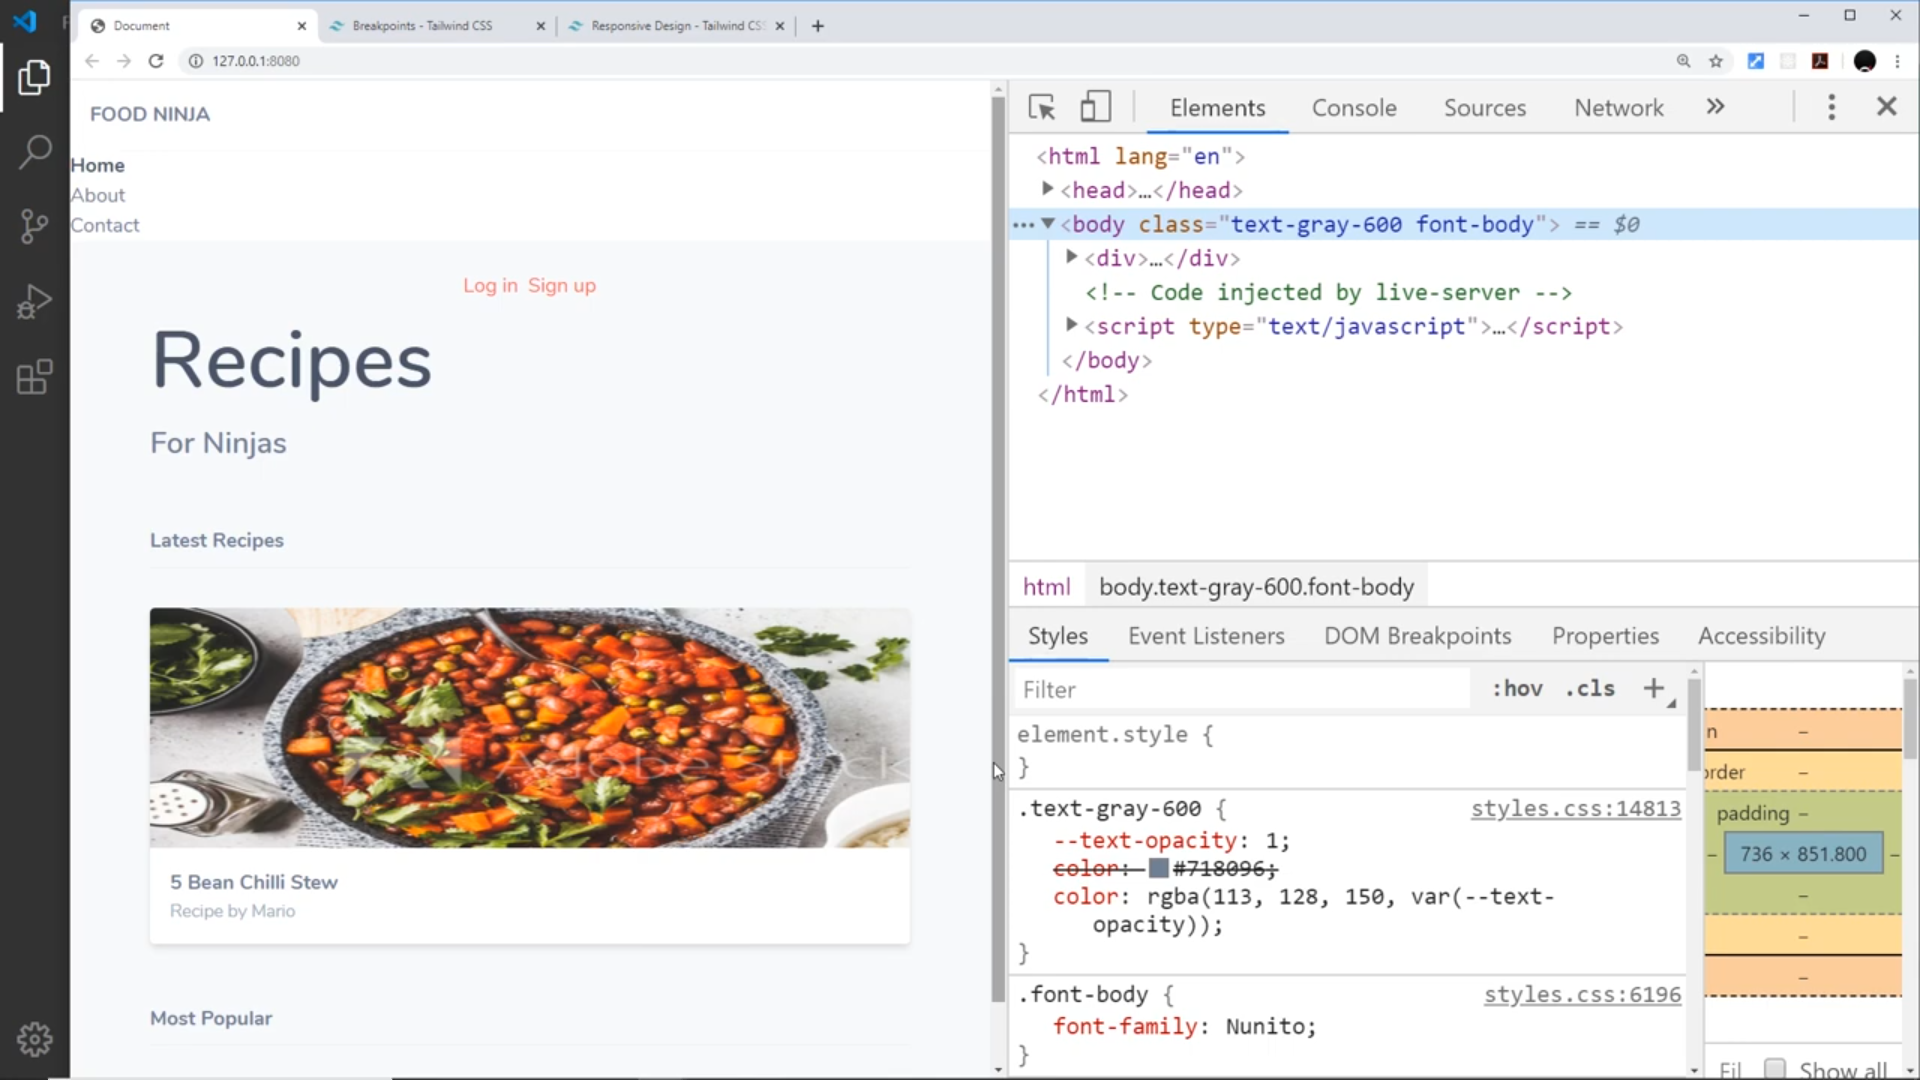 Document
Breakpoints - Tailwind CSS
Responsive Design - Tailwind CS
127.0.0.1:8080
FOOD NINJA
Home
About
Contact
Log in Sign up
Recipes
For Ninjas
Latest Recipes
Adobe Stock
5 Bean Chilli Stew
Recipe by Mario
Most Popular
Elements Console Sources Network »
<html lang="en">
<head>…</head>
<body class="text-gray-600 font-body"> == $0
<div>…</div>
<!-- Code injected by live-server -->
<script type="text/javascript">…</script>
</body>
</html>
html body.text-gray-600.font-body
Styles Event Listeners DOM Breakpoints Properties Accessibility
Filter :hov .cls +
element.style {
}
.text-gray-600 { styles.css:14813
--text-opacity: 1;
color: #718096;
color: rgba(113, 128, 150, var(--text-
opacity));
}
.font-body { styles.css:6196
font-family: Nunito;
}
n –
order –
padding –
– 736 × 851.800 –
–
–
–
Fil Show all